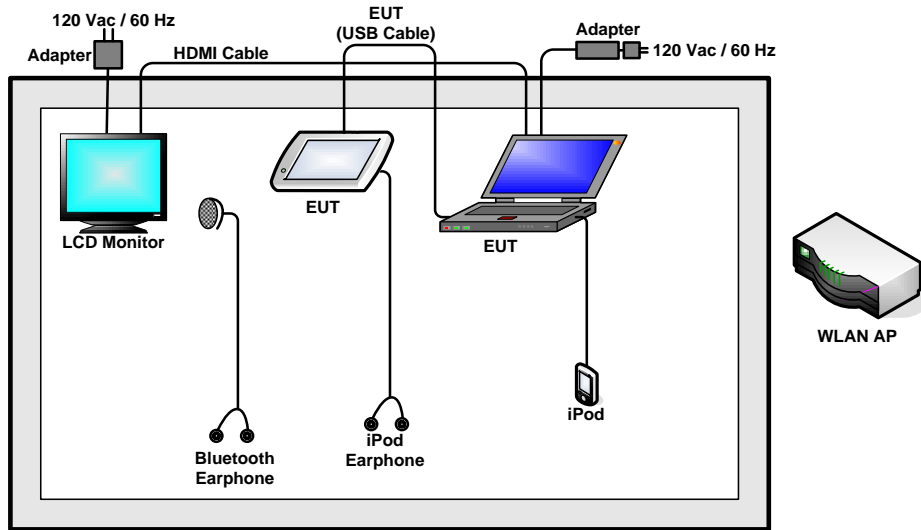 120 Vac / 60 Hz
Adapter
HDMI Cable
EUT
(USB Cable)
Adapter
120 Vac / 60 Hz
LCD Monitor
EUT
EUT
WLAN AP
iPod
Bluetooth
Earphone
iPod
Earphone